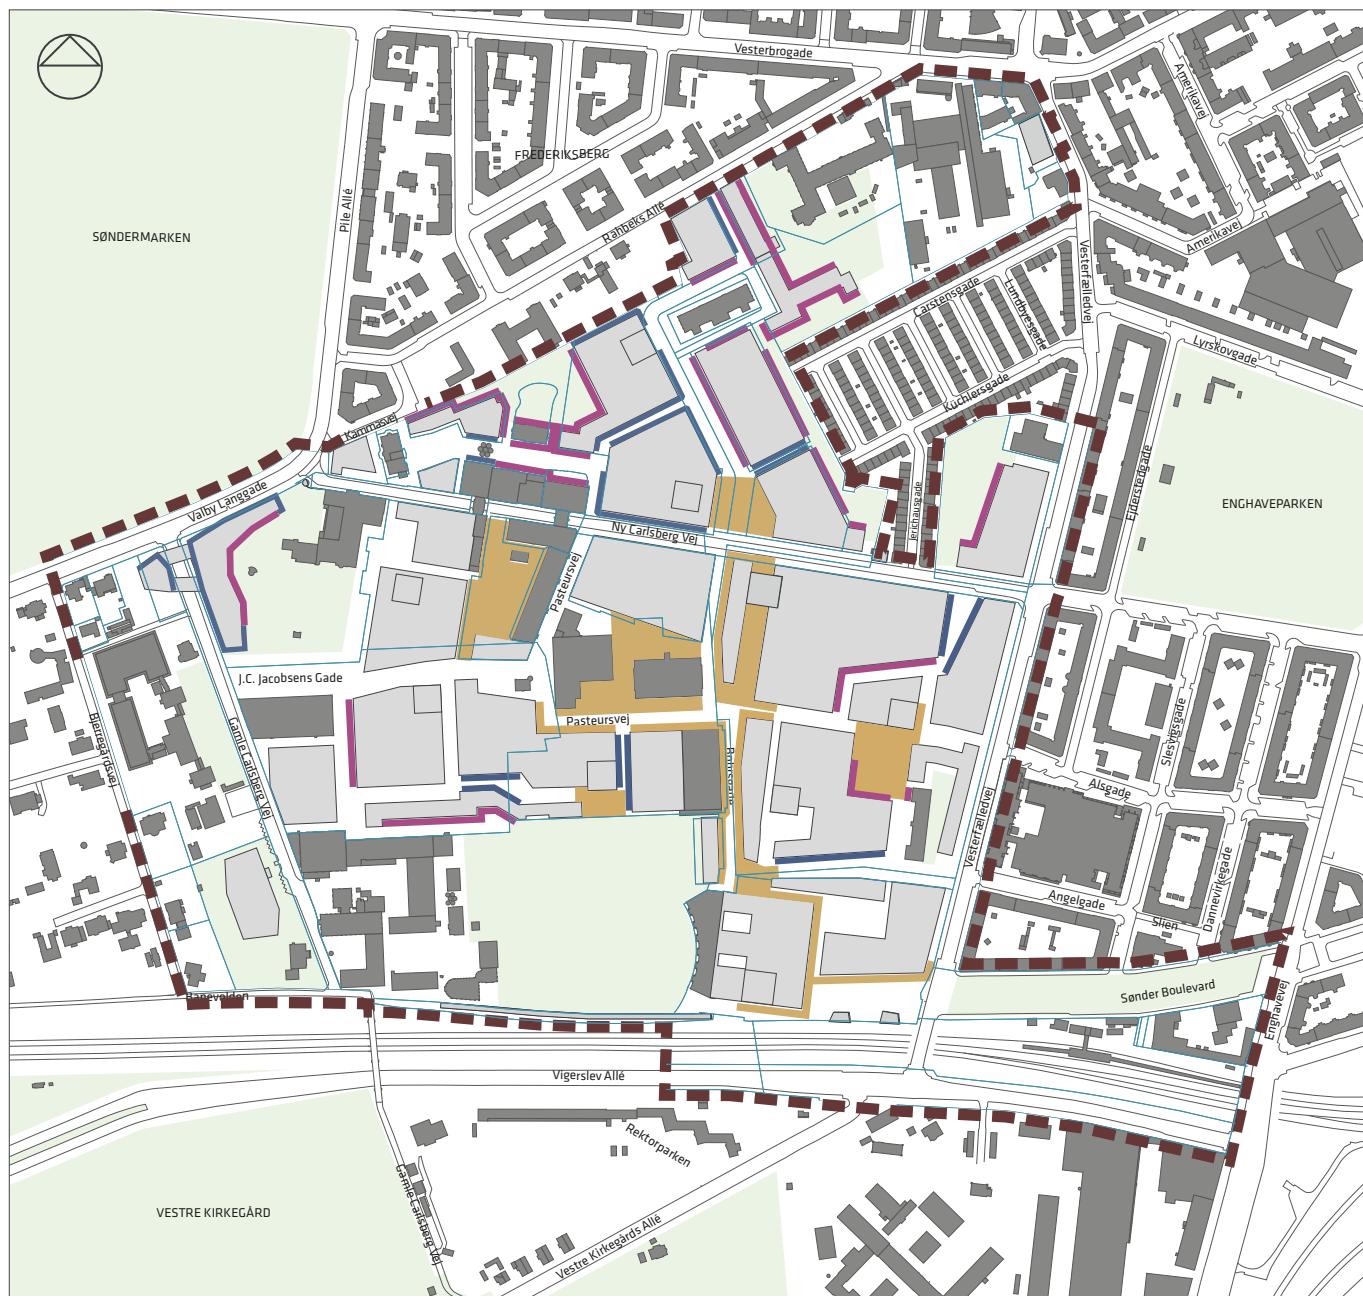 Vesterbrogade
Amerikavej
FREDERIKSBERG
Pile Allé
SØNDERMARKEN
Rahbeks Allé
Amerikavej
Vesterfælledvej
Carstensgade
Lundbyesgade
Lyrskovgade
Küchlersgade
Kammasvej
Ejderstedgade
Valby Langgade
Jerichausgade
ENGHAVEPARKEN
Ny Carlsberg Vej
Pasteursvej
J.C. Jacobsens Gade
Bjerregårdsvej
Gamle Carlsberg Vej
Pasteursvej
Bohrsgade
Slesvigsgade
Alsgade
Vesterfælledvej
Dannevirkegade
Angelgade
Slien
Banevolden
Sønder Boulevard
Enghavevej
Vigerslev Allé
Rektorparken
Gamle Carlsberg Vej
VESTRE KIRKEGÅRD
Vestre Kirkegårds Allé